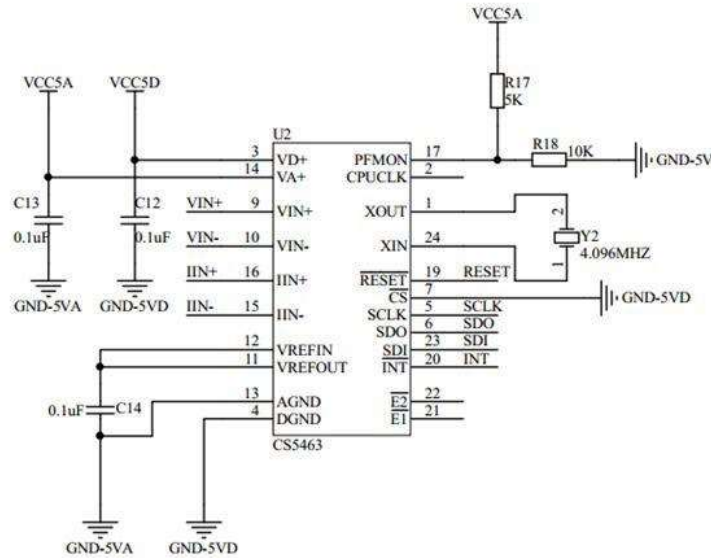 VCC5A
VCC5A
VCC5D
R17
5K
U2
R18
10K
GND-5V
3
VD+
PFMON
17
14
VA+
CPUCLK
2
C13
0.1uF
C12
0.1uF
VIN+
9
VIN+
XOUT
1
2
VIN-
10
VIN-
XIN
24
1
Y2
4.096MHZ
IIN+
16
IIN+
RESET
19
RESET
CS
7
GND-5VD
GND-5VA
GND-5VD
IIN-
15
IIN-
SCLK
5
SCLK
SDO
6
SDO
12
VREFIN
SDI
23
SDI
11
VREFOUT
INT
20
INT
0.1uF
C14
13
AGND
E2
22
4
DGND
E1
21
CS5463
GND-5VA
GND-5VD